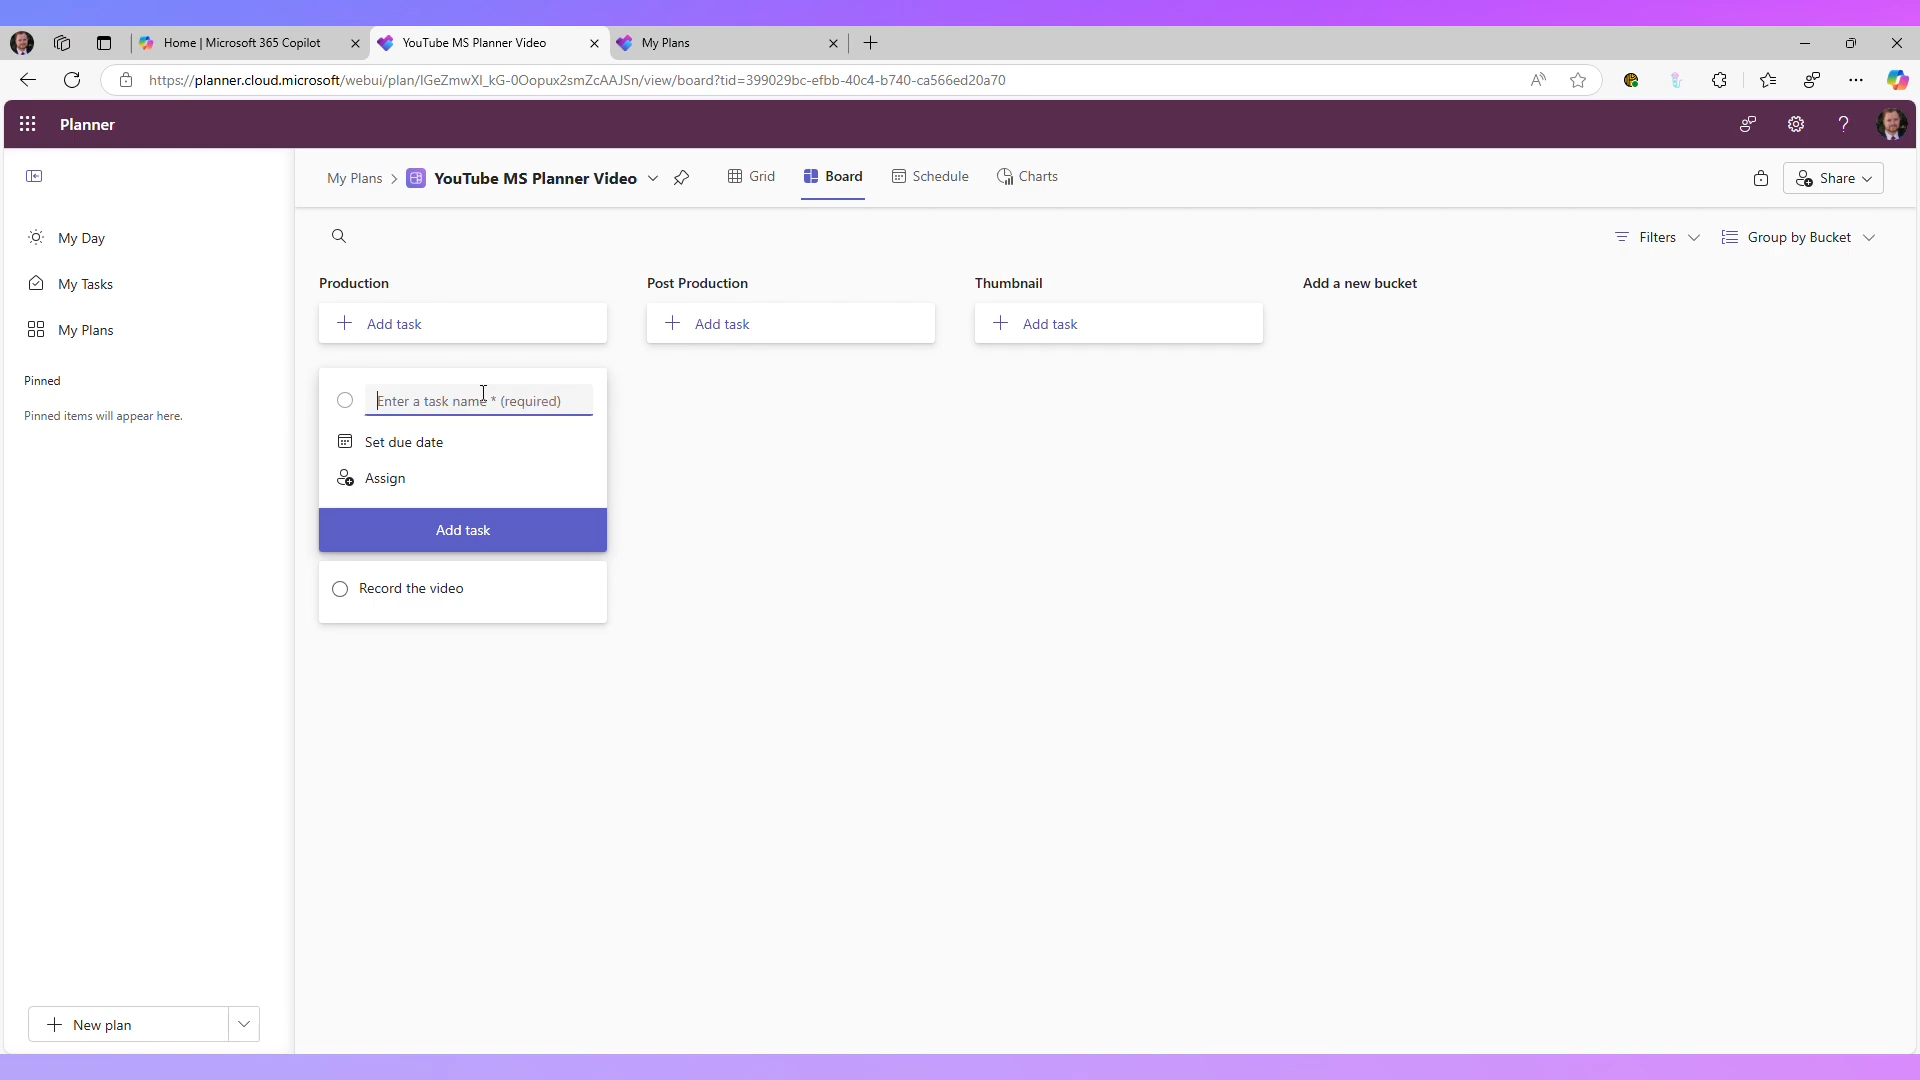 Home | Microsoft 365 Copilot
YouTube MS Planner Video
My Plans
https://planner.cloud.microsoft/webui/plan/IGeZmwXI_kG-0Oopux2smZcAAJSn/view/board?tid=399029bc-efbb-40c4-b740-ca566ed20a70
Planner
My Plans
YouTube MS Planner Video
Grid
Board
Schedule
Charts
Share
My Day
My Tasks
My Plans
Pinned
Pinned items will appear here.
New plan
Filters
Group by Bucket
Production
Post Production
Thumbnail
Add a new bucket
Add task
Add task
Add task
Enter a task name * (required)
Set due date
Assign
Add task
Record the video